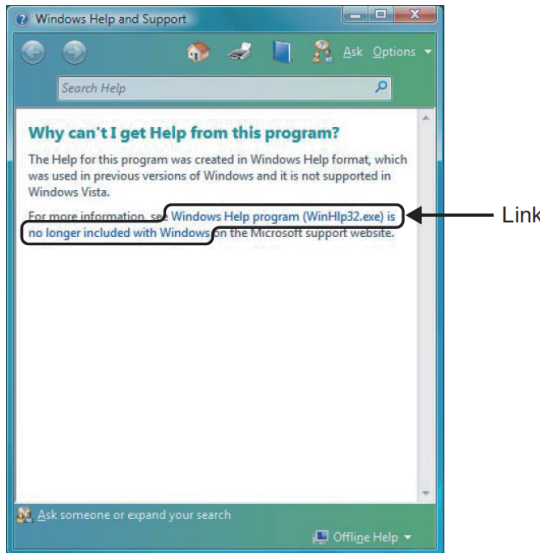 Windows Help and Support
Ask Options
Search Help
Why can't I get Help from this program?
The Help for this program was created in Windows Help format, which
was used in previous versions of Windows and it is not supported in
Windows Vista.
For more information, see Windows Help program (WinHlp32.exe) is
no longer included with Windows on the Microsoft support website.
Link
Ask someone or expand your search
Offline Help